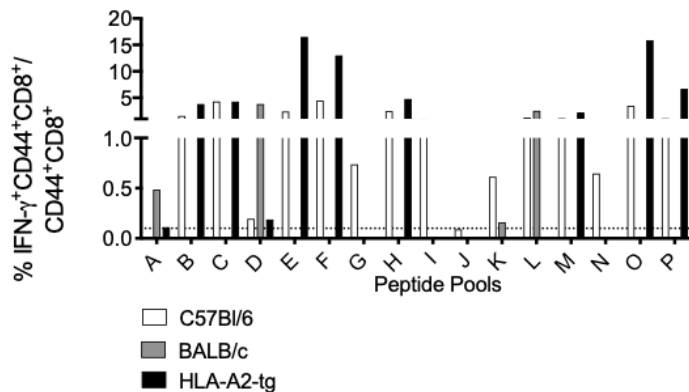 % IFN-γ⁺CD44⁺CD8⁺/
CD44⁺CD8⁺
20
15
10
5
1.0
0.5
0.0
A B C D E F G H I J K L M N O P
Peptide Pools
C57Bl/6
BALB/c
HLA-A2-tg